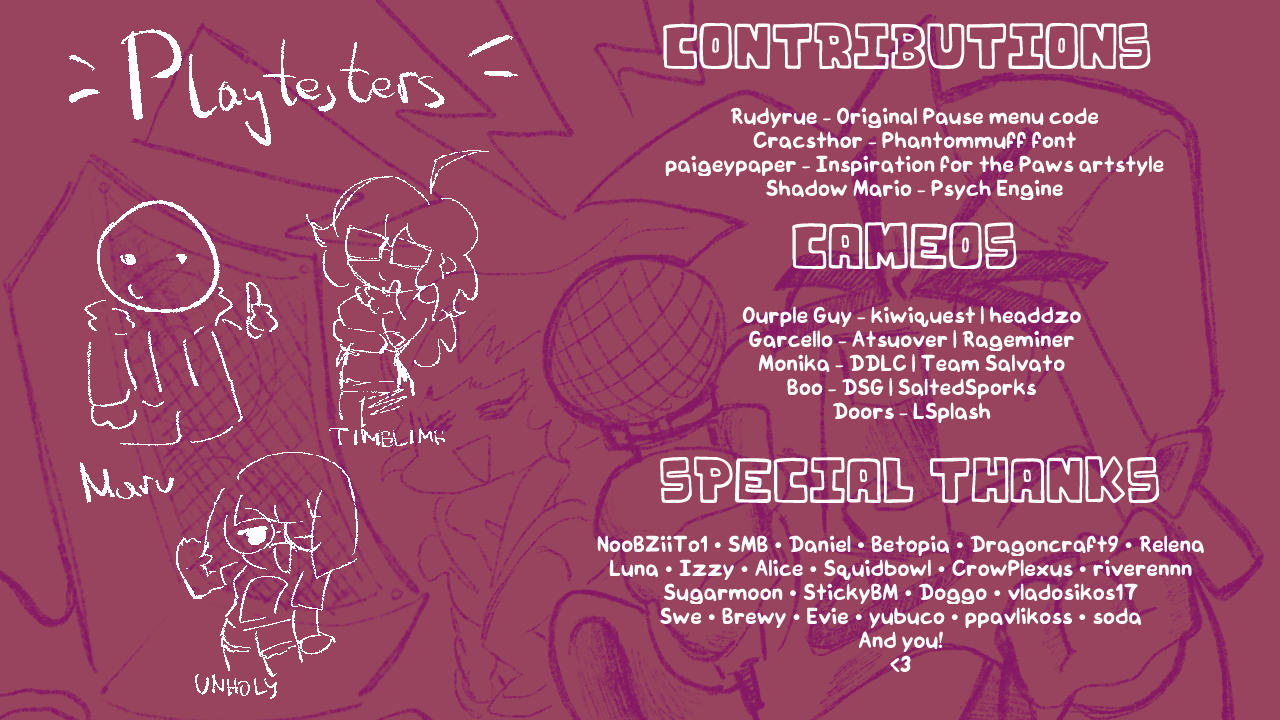 Playtesters
TIMBLIMH
Maru
UNHOLY
CONTRIBUTIONS
Rudyrue - Original Pause menu code
Cracsthor - Phantommuff font
paigeypaper - Inspiration for the Paws artstyle
Shadow Mario - Psych Engine
CAMEOS
Ourple Guy - kiwiquest | headdzo
Garcello - Atsuover | Rageminer
Monika - DDLC | Team Salvato
Boo - DSG | SaltedSporks
Doors - LSplash
SPECIAL THANKS
NooBZiiTo1 • SMB • Daniel • Betopia • Dragoncraft9 • Relena
Luna • Izzy • Alice • Squidbowl • CrowPlexus • riverennn
Sugarmoon • StickyBM • Doggo • vladosikos17
Swe • Brewy • Evie • yubuco • ppavlikoss • soda
And you!
<3